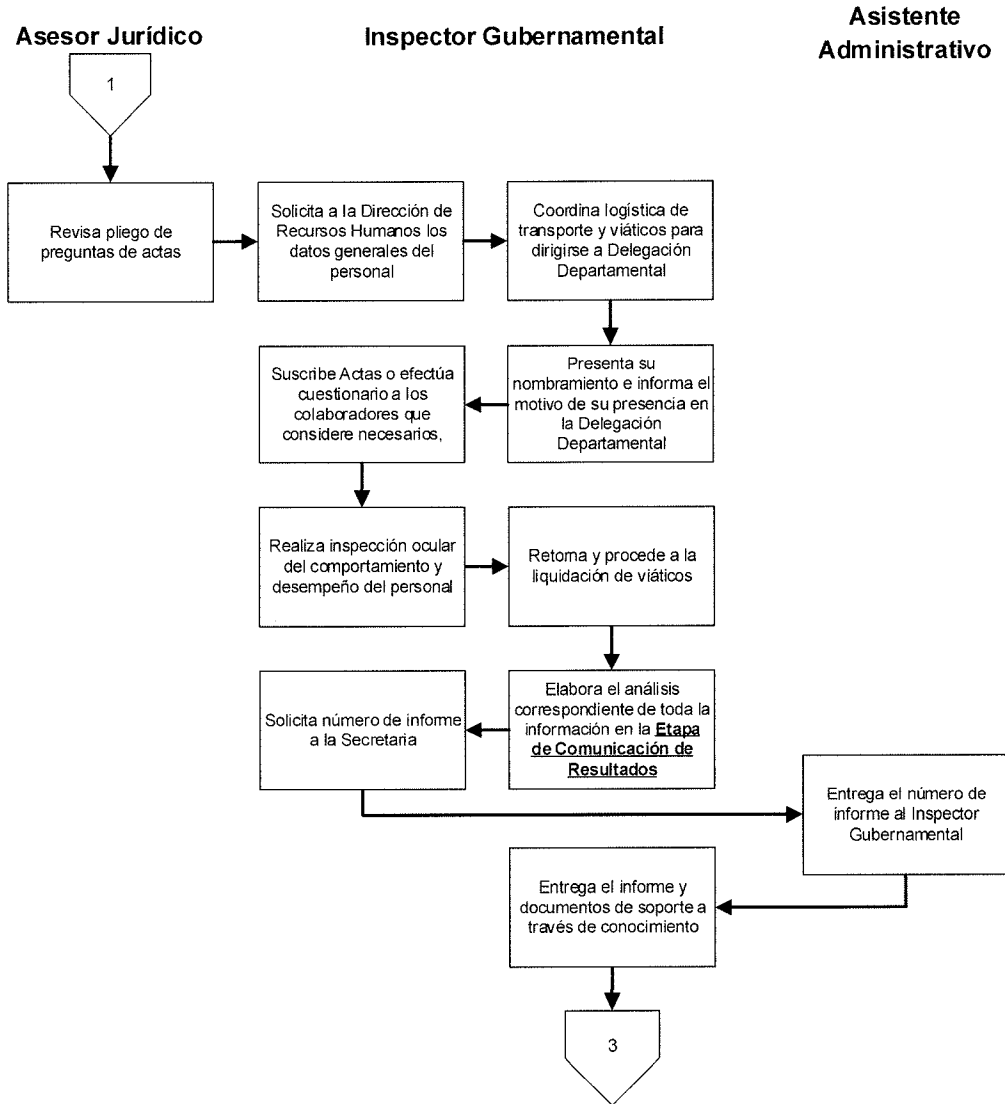 Asesor Jurídico
Inspector Gubernamental
Asistente
Administrativo
1
Revisa pliego de
preguntas de actas
Solicita a la Dirección de
Recursos Humanos los
datos generales del
personal
Coordina logística de
transporte y viáticos para
dirigirse a Delegación
Departamental
Presenta su
nombramiento e informa el
motivo de su presencia en
la Delegación
Departamental
Suscribe Actas o efectúa
cuestionario a los
colaboradores que
considere necesarios,
Realiza inspección ocular
del comportamiento y
desempeño del personal
Retorna y procede a la
liquidación de viáticos
Elabora el análisis
correspondiente de toda la
información en la Etapa
de Comunicación de
Resultados
Solicita número de informe
a la Secretaria
Entrega el número de
informe al Inspector
Gubernamental
Entrega el informe y
documentos de soporte a
través de conocimiento
3